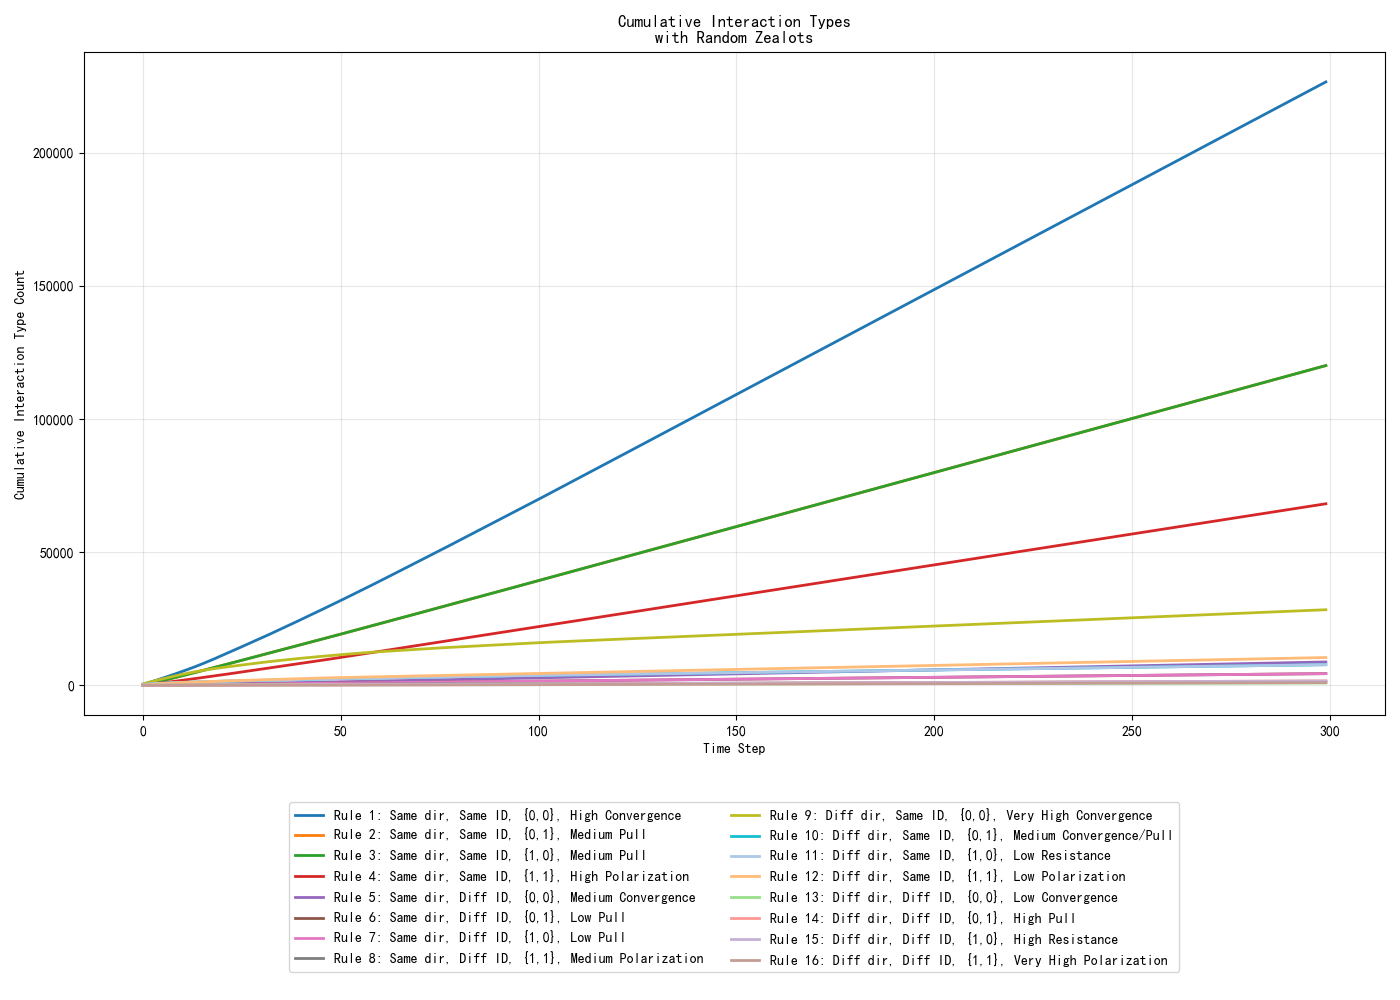 Cumulative Interaction Types
with Random Zealots
Cumulative Interaction Type Count
200000
150000
100000
50000
0
0 50 100 150 200 250 300
Time Step
Rule 1: Same dir, Same ID, {0,0}, High Convergence
Rule 2: Same dir, Same ID, {0,1}, Medium Pull
Rule 3: Same dir, Same ID, {1,0}, Medium Pull
Rule 4: Same dir, Same ID, {1,1}, High Polarization
Rule 5: Same dir, Diff ID, {0,0}, Medium Convergence
Rule 6: Same dir, Diff ID, {0,1}, Low Pull
Rule 7: Same dir, Diff ID, {1,0}, Low Pull
Rule 8: Same dir, Diff ID, {1,1}, Medium Polarization
Rule 9: Diff dir, Same ID, {0,0}, Very High Convergence
Rule 10: Diff dir, Same ID, {0,1}, Medium Convergence/Pull
Rule 11: Diff dir, Same ID, {1,0}, Low Resistance
Rule 12: Diff dir, Same ID, {1,1}, Low Polarization
Rule 13: Diff dir, Diff ID, {0,0}, Low Convergence
Rule 14: Diff dir, Diff ID, {0,1}, High Pull
Rule 15: Diff dir, Diff ID, {1,0}, High Resistance
Rule 16: Diff dir, Diff ID, {1,1}, Very High Polarization